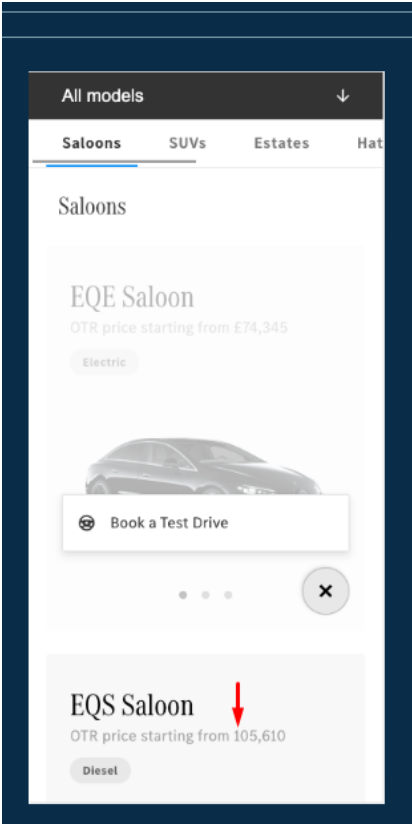 All models
Saloons SUVs Estates Hat
Saloons
EQE Saloon
OTR price starting from £74,345
Electric
Book a Test Drive
EQS Saloon
OTR price starting from 105,610
Diesel